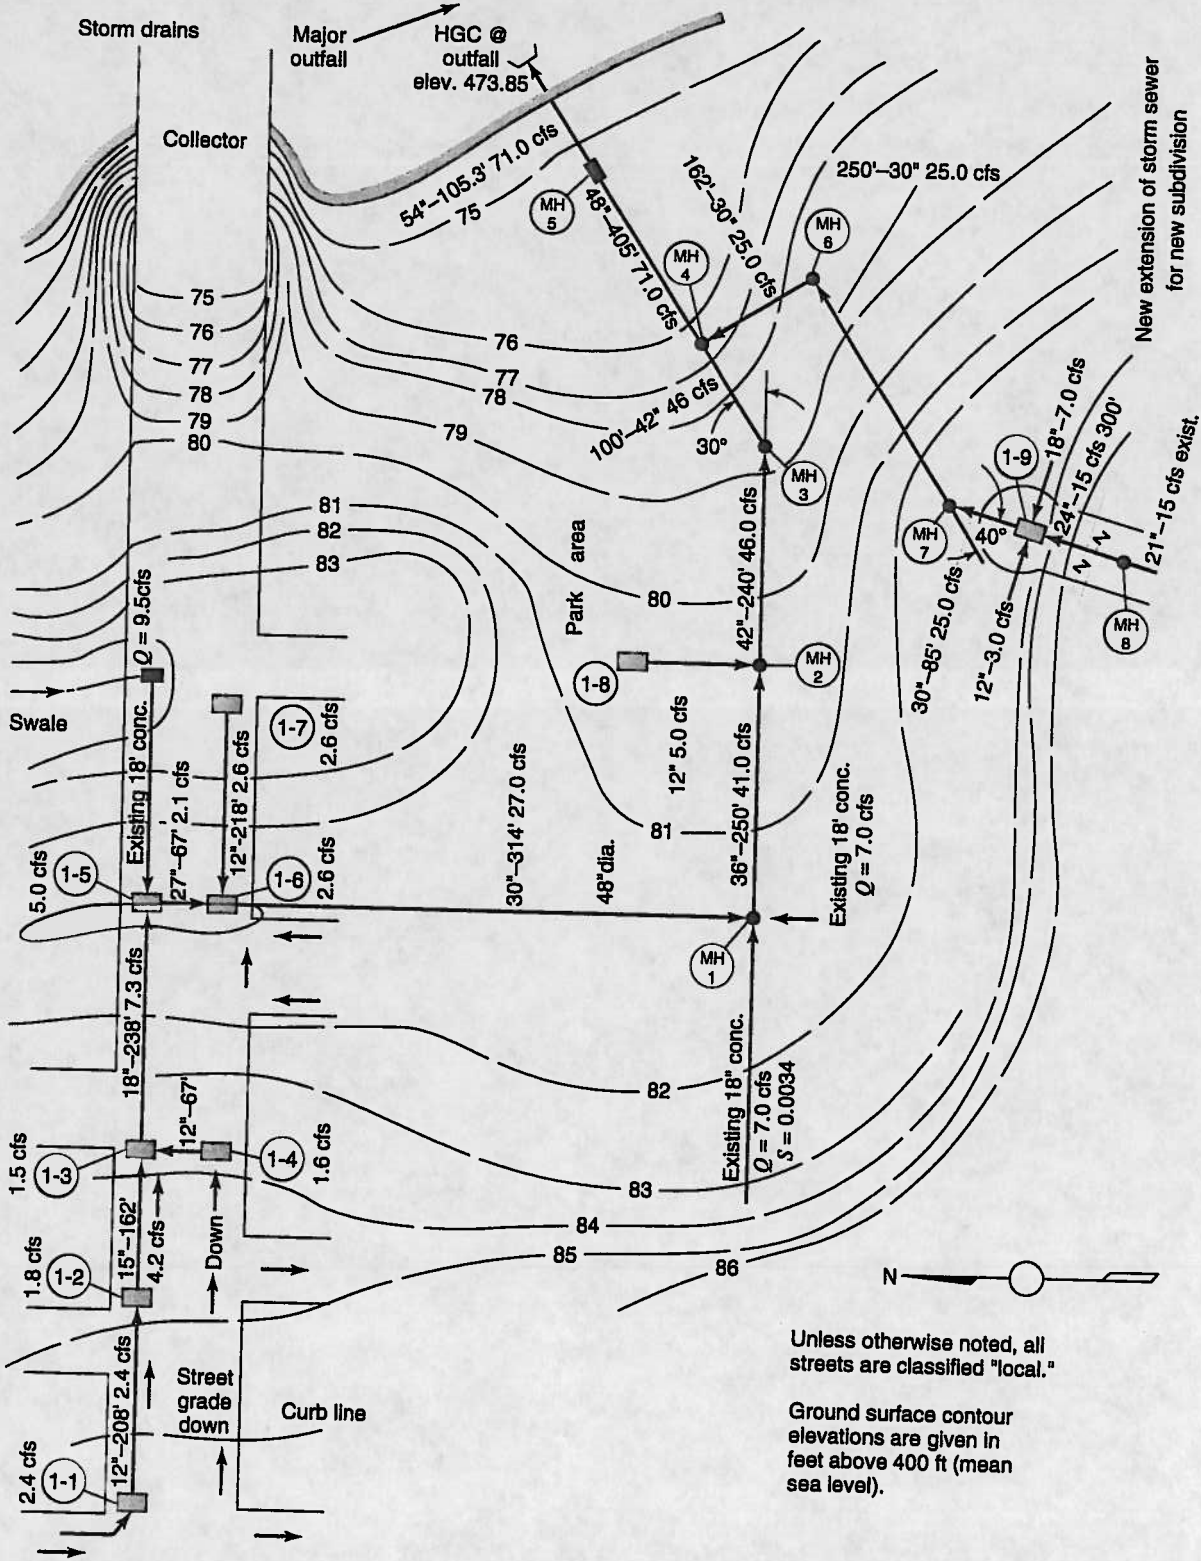 Storm drains
Major
outfall
HGC @
outfall
elev. 473.85
Collector
54"–105.3' 71.0 cfs
75
MH
5
48"–405' 71.0 cfs
162'–30" 25.0 cfs
250'–30" 25.0 cfs
MH
4
MH
6
New extension of storm sewer
for new subdivision
75
76
77
78
79
80
76
77
78
79
100'–42" 46 cfs
30°
MH
3
1-9
18"–7.0 cfs
24"–15 cfs 300'
21"–15 cfs exist.
MH
7
40°
N
N
MH
8
30"–85' 25.0 cfs
12"–3.0 cfs
81
82
83
Park area
80
42"–240' 46.0 cfs
1-8
MH
2
Q = 9.5cfs
Swale
Existing 18' conc.
1-7
2.6 cfs
27"–67' 2.1 cfs
12"–218' 2.6 cfs
5.0 cfs
1-5
1-6
2.6 cfs
30"–314' 27.0 cfs
48"dia.
12" 5.0 cfs
81
36"–250' 41.0 cfs
Existing 18' conc.
Q = 7.0 cfs
MH
1
18"–238' 7.3 cfs
82
Existing 18" conc.
Q = 7.0 cfs
S = 0.0034
12"–67'
1.5 cfs
1-3
1-4
1.6 cfs
83
84
85
86
15"–162'
4.2 cfs
Down
1.8 cfs
1-2
N
Unless otherwise noted, all
streets are classified "local."
12"–208' 2.4 cfs
Street
grade
down
Curb line
Ground surface contour
elevations are given in
feet above 400 ft (mean
sea level).
2.4 cfs
1-1